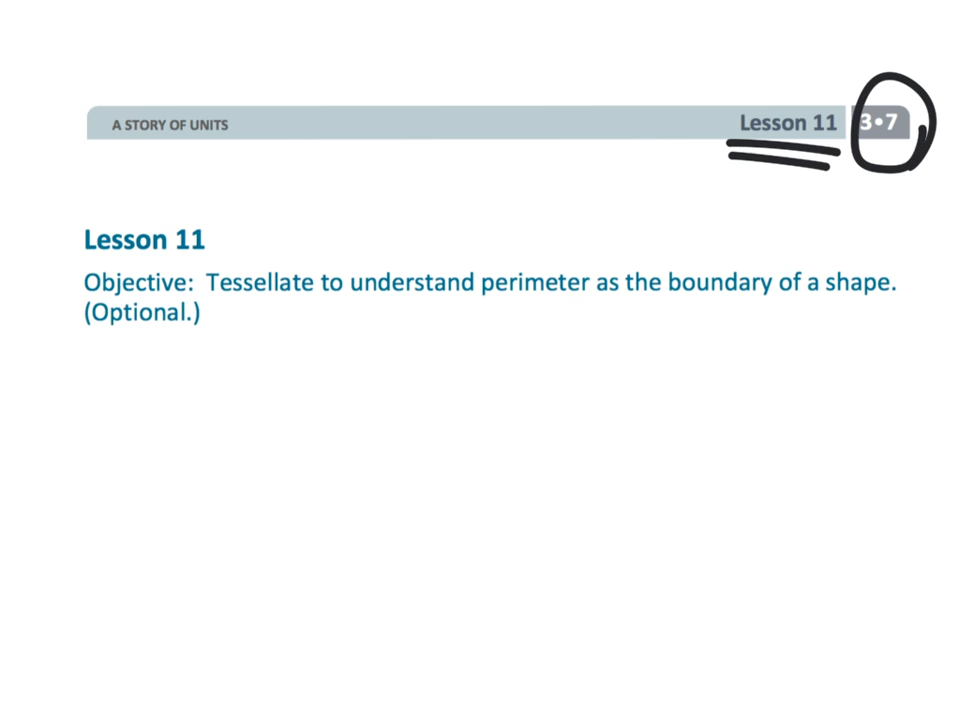 A STORY OF UNITS
Lesson 11
3•7
Lesson 11
Objective: Tessellate to understand perimeter as the boundary of a shape.
(Optional.)